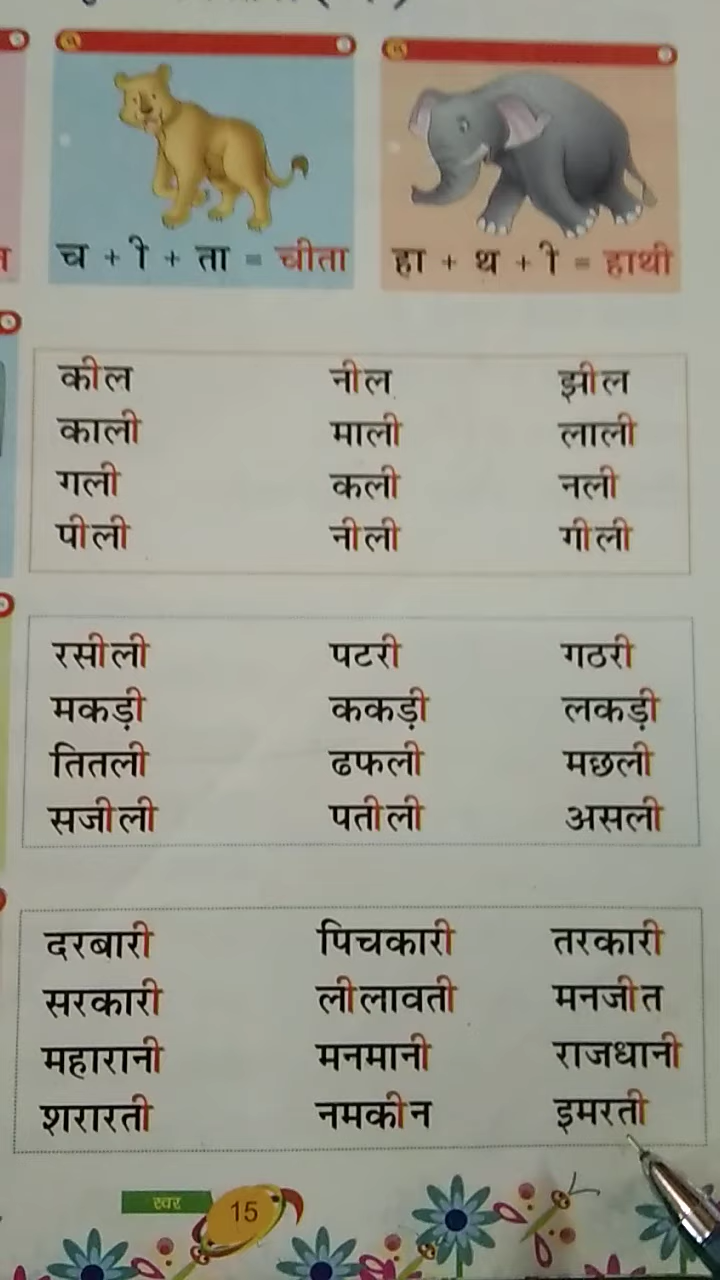 च + ी + ता = चीता
हा + थ + ी = हाथी
कील नील झील
काली माली लाली
गली कली नली
पीली नीली गीली
रसीली पटरी गठरी
मकड़ी ककड़ी लकड़ी
तितली ढफली मछली
सजीली पतीली असली
दरबारी पिचकारी तरकारी
सरकारी लीलावती मनजीत
महारानी मनमानी राजधानी
शरारती नमकीन इमरती
स्वर 15